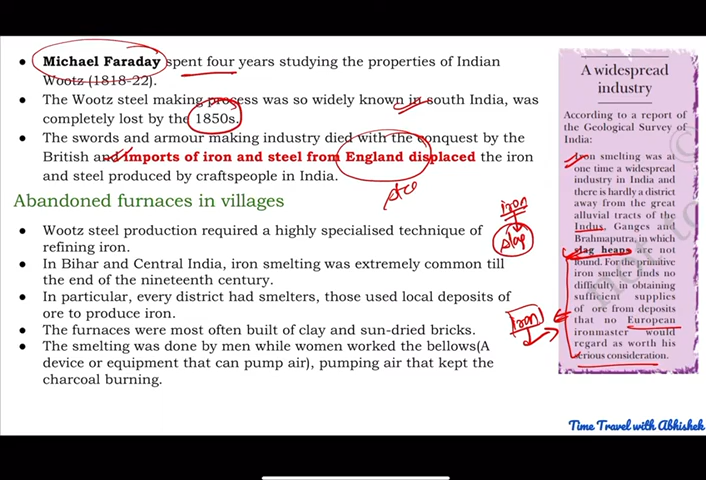 • Michael Faraday spent four years studying the properties of Indian
Wootz (1818-22).
• The Wootz steel making process was so widely known in south India, was
completely lost by the 1850s.
• The swords and armour making industry died with the conquest by the
British and imports of iron and steel from England displaced the iron
and steel produced by craftspeople in India.
Abandoned furnaces in villages
• Wootz steel production required a highly specialised technique of
refining iron.
• In Bihar and Central India, iron smelting was extremely common till
the end of the nineteenth century.
• In particular, every district had smelters, those used local deposits of
ore to produce iron.
• The furnaces were most often built of clay and sun-dried bricks.
• The smelting was done by men while women worked the bellows(A
device or equipment that can pump air), pumping air that kept the
charcoal burning.
iron
slag
iron
A widespread
industry
According to a report of
the Geological Survey of
India:
Iron smelting was at
one time a widespread
industry in India and
there is hardly a district
away from the great
alluvial tracts of the
Indus, Ganges and
Brahmaputra, in which
slag heaps are not
found. For the primitive
iron smelter finds no
difficulty in obtaining
sufficient supplies
of ore from deposits
that no European
ironmaster would
regard as worth his
serious consideration.
Time Travel with Abhishek